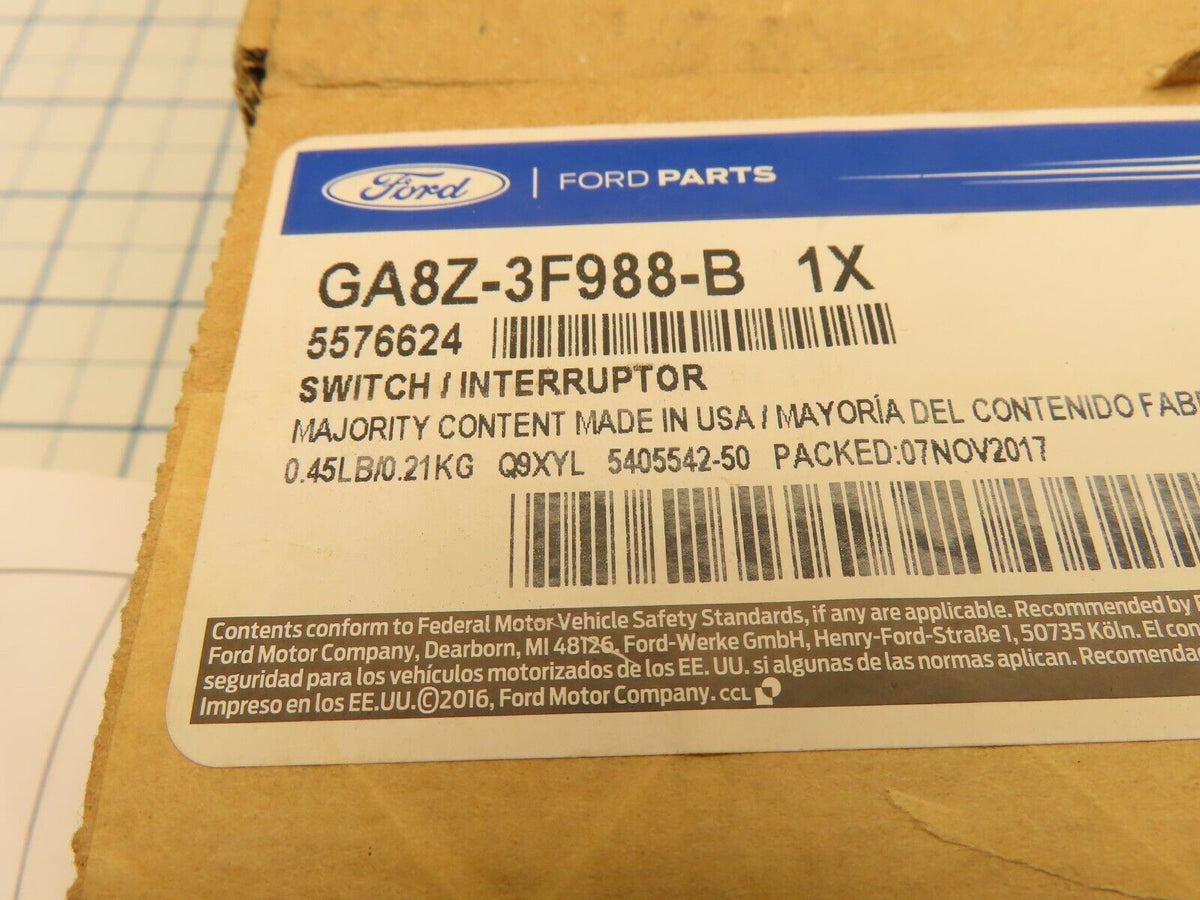 Ford | FORD PARTS
GA8Z-3F988-B 1X
5576624
SWITCH / INTERRUPTOR
MAJORITY CONTENT MADE IN USA / MAYORÍA DEL CONTENIDO FAB
0.45LB/0.21KG Q9XYL 5405542-50 PACKED:07NOV2017
Contents conform to Federal Motor Vehicle Safety Standards, if any are applicable. Recommended by
Ford Motor Company, Dearborn, MI 48126, Ford-Werke GmbH, Henry-Ford-Straße 1, 50735 Köln. El con
seguridad para los vehículos motorizados de los EE. UU. si algunas de las normas aplican. Recomenda
Impreso en los EE.UU.©2016, Ford Motor Company. CCL